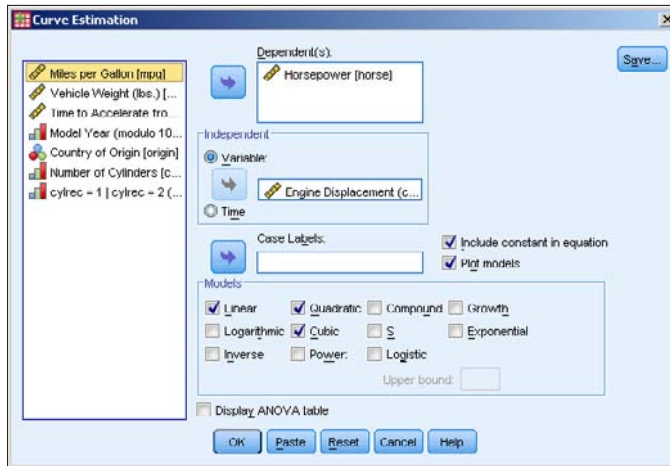 Curve Estimation
Miles per Gallon [mpg]
Vehicle Weight (lbs.) [...
Time to Accelerate fro...
Model Year (modulo 10...
Country of Origin [origin]
Number of Cylinders [c...
cylrec = 1 | cylrec = 2 (...
Dependent(s):
Horsepower [horse]
Save...
Independent
Variable:
Engine Displacement (c...
Time
Case Labels:
Include constant in equation
Plot models
Models
Linear Quadratic Compound Growth
Logarithmic Cubic S Exponential
Inverse Power: Logistic
Upper bound:
Display ANOVA table
OK Paste Reset Cancel Help